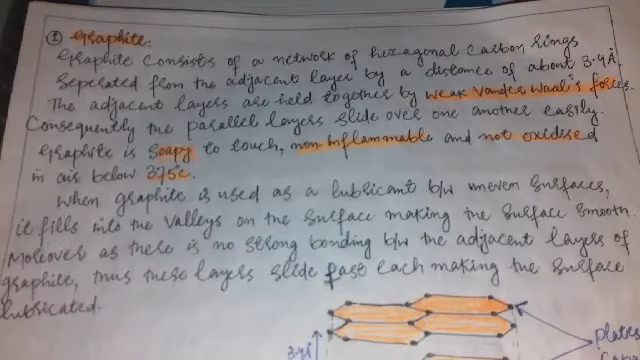 ① Graphite:
Graphite consists of a network of hexagonal carbon rings
seperated from the adjacent layer by a distance of about 3.4Å.
The adjacent layers are held together by weak Vander Waal's forces.
Consequently the parallel layers slide over one another easily.
Graphite is soapy to touch, non-inflammable and not oxidised
in air below 375°C.
When graphite is used as a lubricant b/w uneven surfaces,
it fills into the valleys on the surface making the surface smooth.
Moreover as there is no strong bonding b/w the adjacent layers of
graphite, thus these layers slide past each making the surface
lubricated.
3.4Å
plates